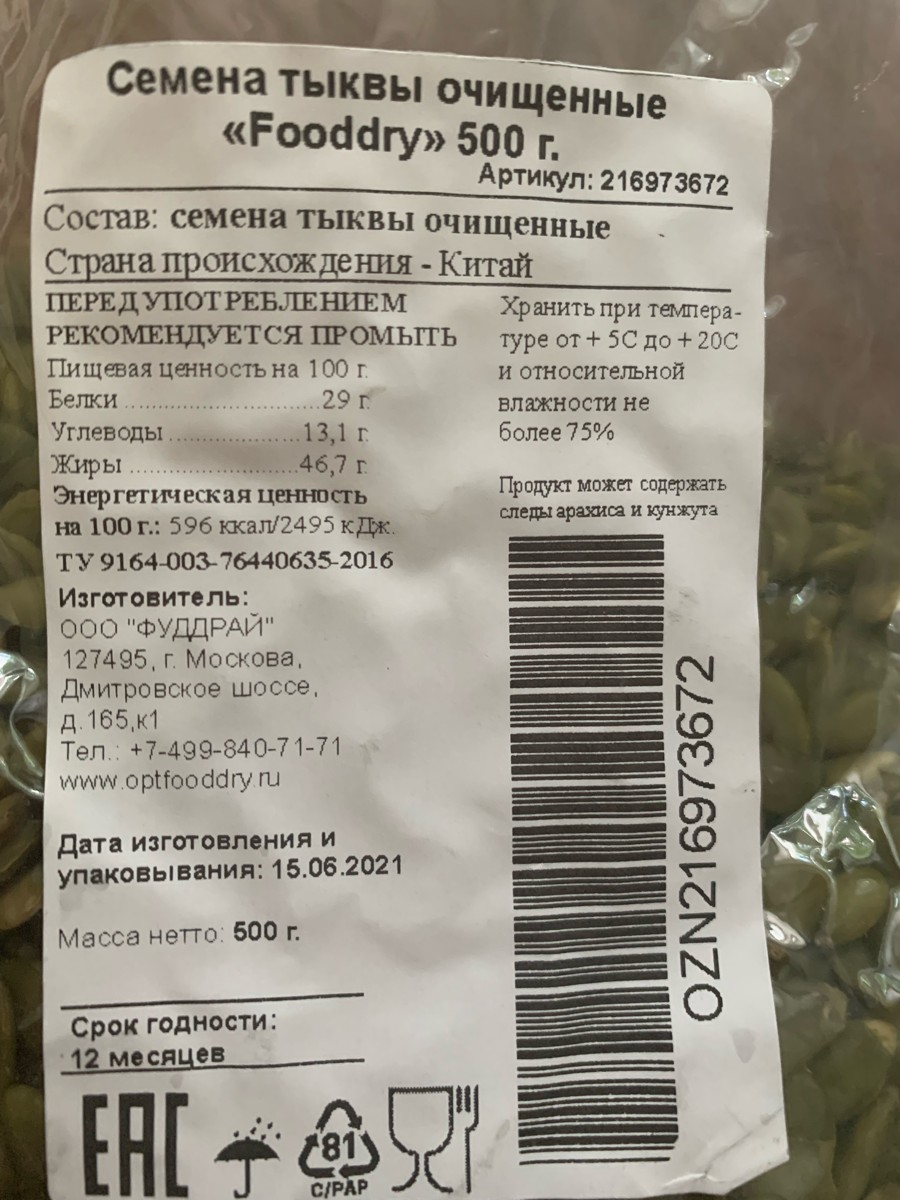 Семена тыквы очищенные
«Fooddry» 500 г.
Артикул: 216973672
Состав: семена тыквы очищенные
Страна происхождения - Китай
ПЕРЕД УПОТРЕБЛЕНИЕМ
РЕКОМЕНДУЕТСЯ ПРОМЫТЬ
Пищевая ценность на 100 г.
Белки ..............................29 г.
Углеводы ....................13,1 г.
Жиры .........................46,7 г.
Энергетическая ценность
на 100 г.: 596 ккал/2495 кДж.
ТУ 9164-003-76440635-2016
Изготовитель:
ООО "ФУДДРАЙ"
127495, г. Москова,
Дмитровское шоссе,
д.165,к1
Тел.: +7-499-840-71-71
www.optfooddry.ru
Дата изготовления и
упаковывания: 15.06.2021
Масса нетто: 500 г.
Срок годности:
12 месяцев
Хранить при темпера-
туре от + 5С до + 20С
и относительной
влажности не
более 75%
Продукт может содержать
следы арахиса и кунжута
OZN216973672
EAC
81
C/PAP